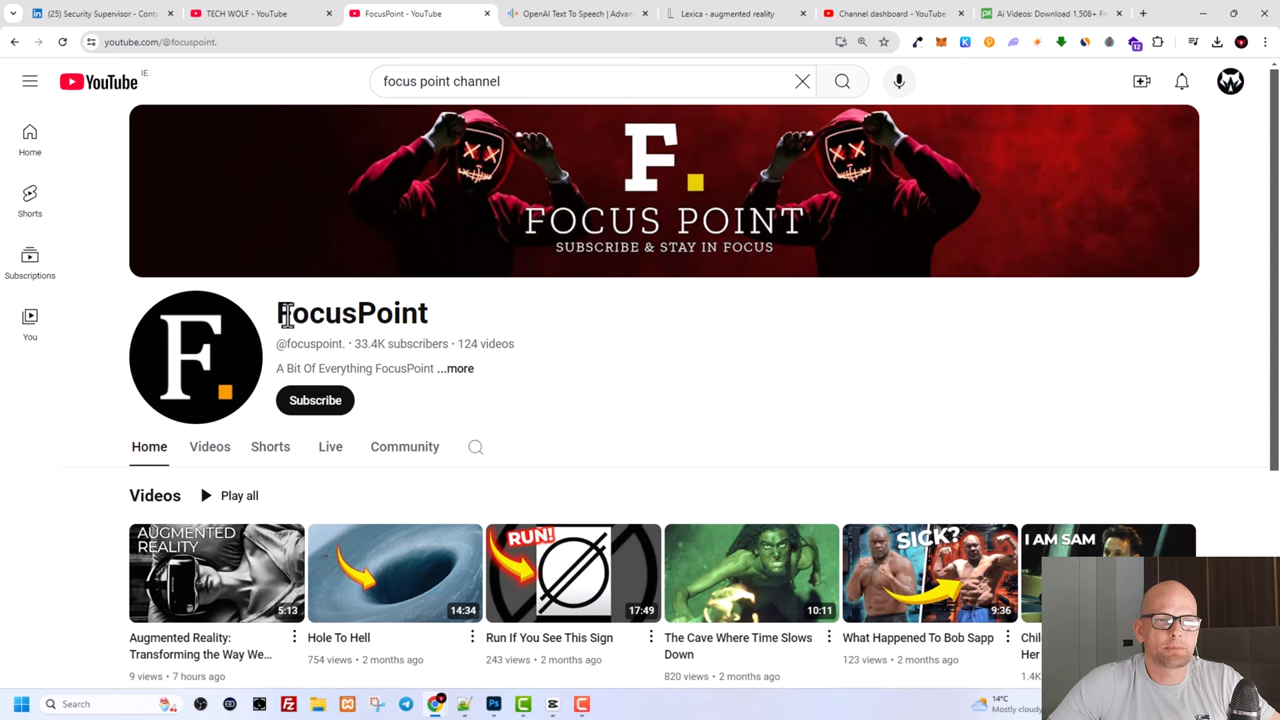 (25) Security Supervisor - Cont
TECH WOLF - YouTube
FocusPoint - YouTube
OpenAI Text To Speech | Advan
Lexica - augmented reality
Channel dashboard - YouTube
Ai Videos: Download 1,508+ Fr
youtube.com/@focuspoint.
12
YouTube
IE
focus point channel
Home
Shorts
Subscriptions
You
F.
FOCUS POINT
SUBSCRIBE & STAY IN FOCUS
F.
FocusPoint
@focuspoint. · 33.4K subscribers · 124 videos
A Bit Of Everything FocusPoint ...more
Subscribe
Home Videos Shorts Live Community
Videos Play all
AUGMENTED
REALITY
5:13
14:34
RUN!
17:49
10:11
SICK?
9:36
I AM SAM
Augmented Reality:
Transforming the Way We...
9 views · 7 hours ago
Hole To Hell
754 views · 2 months ago
Run If You See This Sign
243 views · 2 months ago
The Cave Where Time Slows
Down
820 views · 2 months ago
What Happened To Bob Sapp
123 views · 2 months ago
Chil
Her
1.4K
Search
14°C
Mostly cloudy